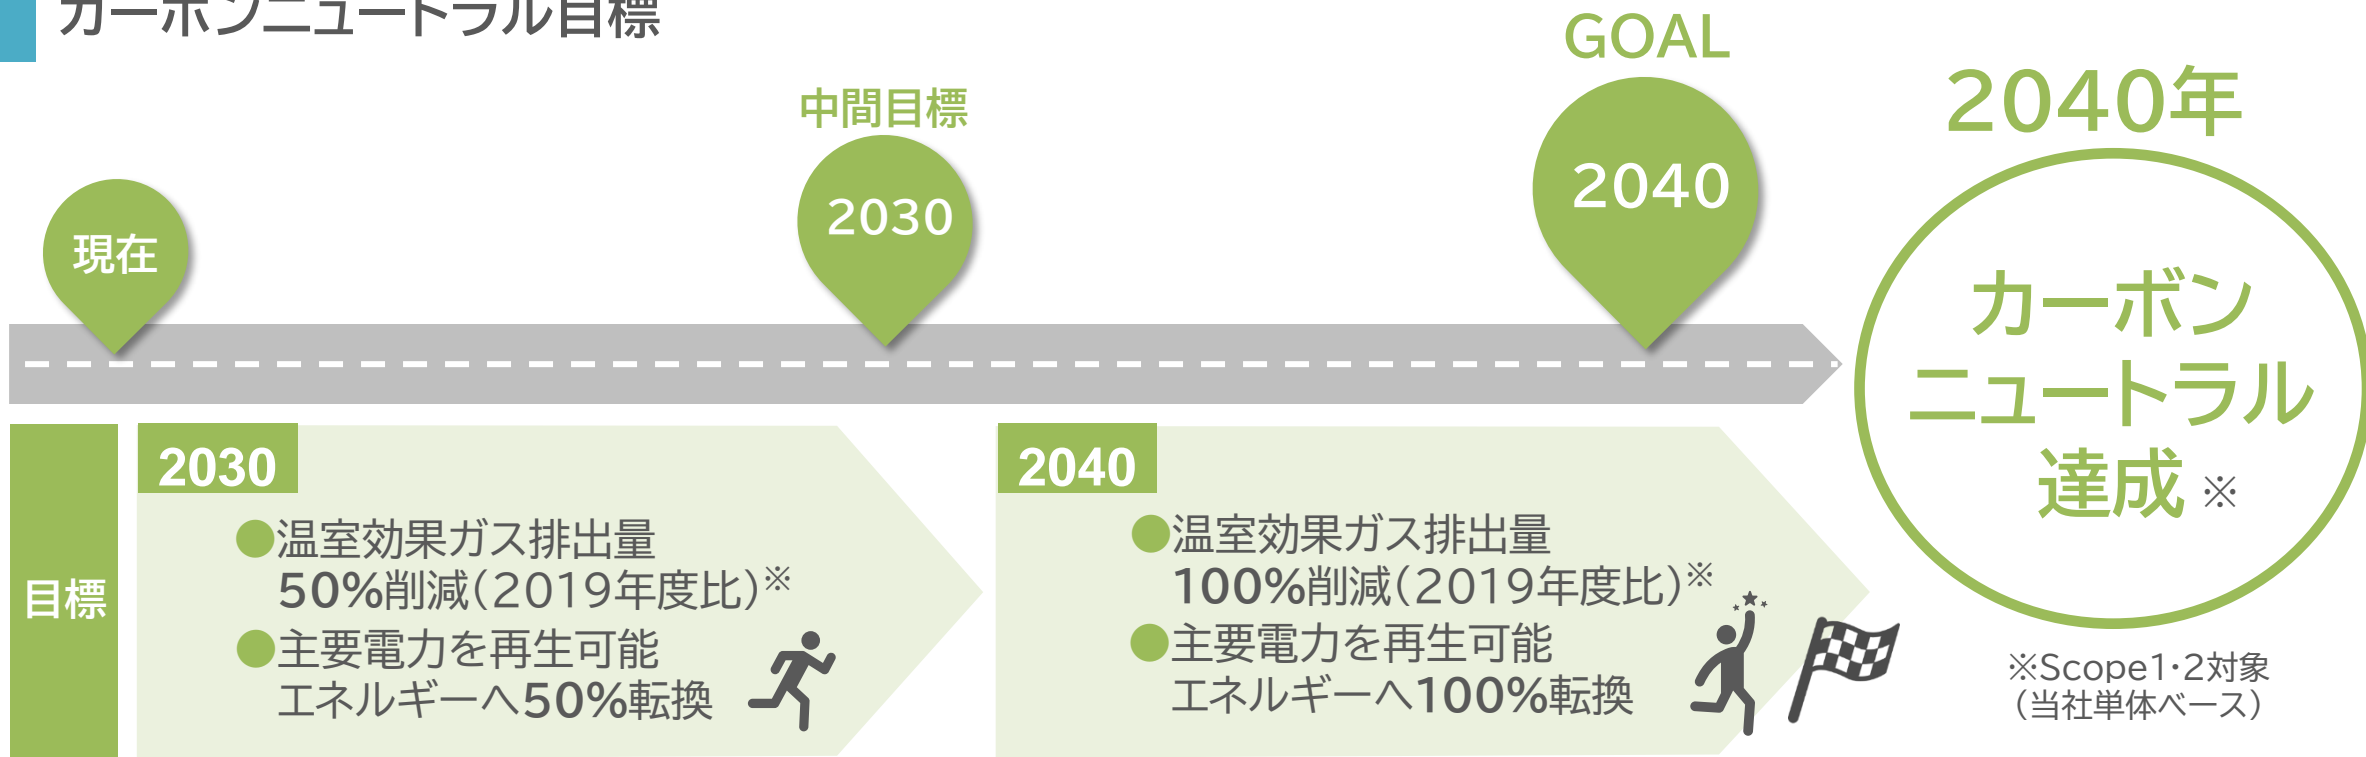 カーボンニュートラル目標
GOAL
2040年
中間目標
現在
2030
2040
カーボン
ニュートラル
達成 ※
目標
2030
●温室効果ガス排出量
50%削減(2019年度比)※
●主要電力を再生可能
エネルギーへ50%転換
2040
●温室効果ガス排出量
100%削減(2019年度比)※
●主要電力を再生可能
エネルギーへ100%転換
※Scope1・2対象
(当社単体ベース)